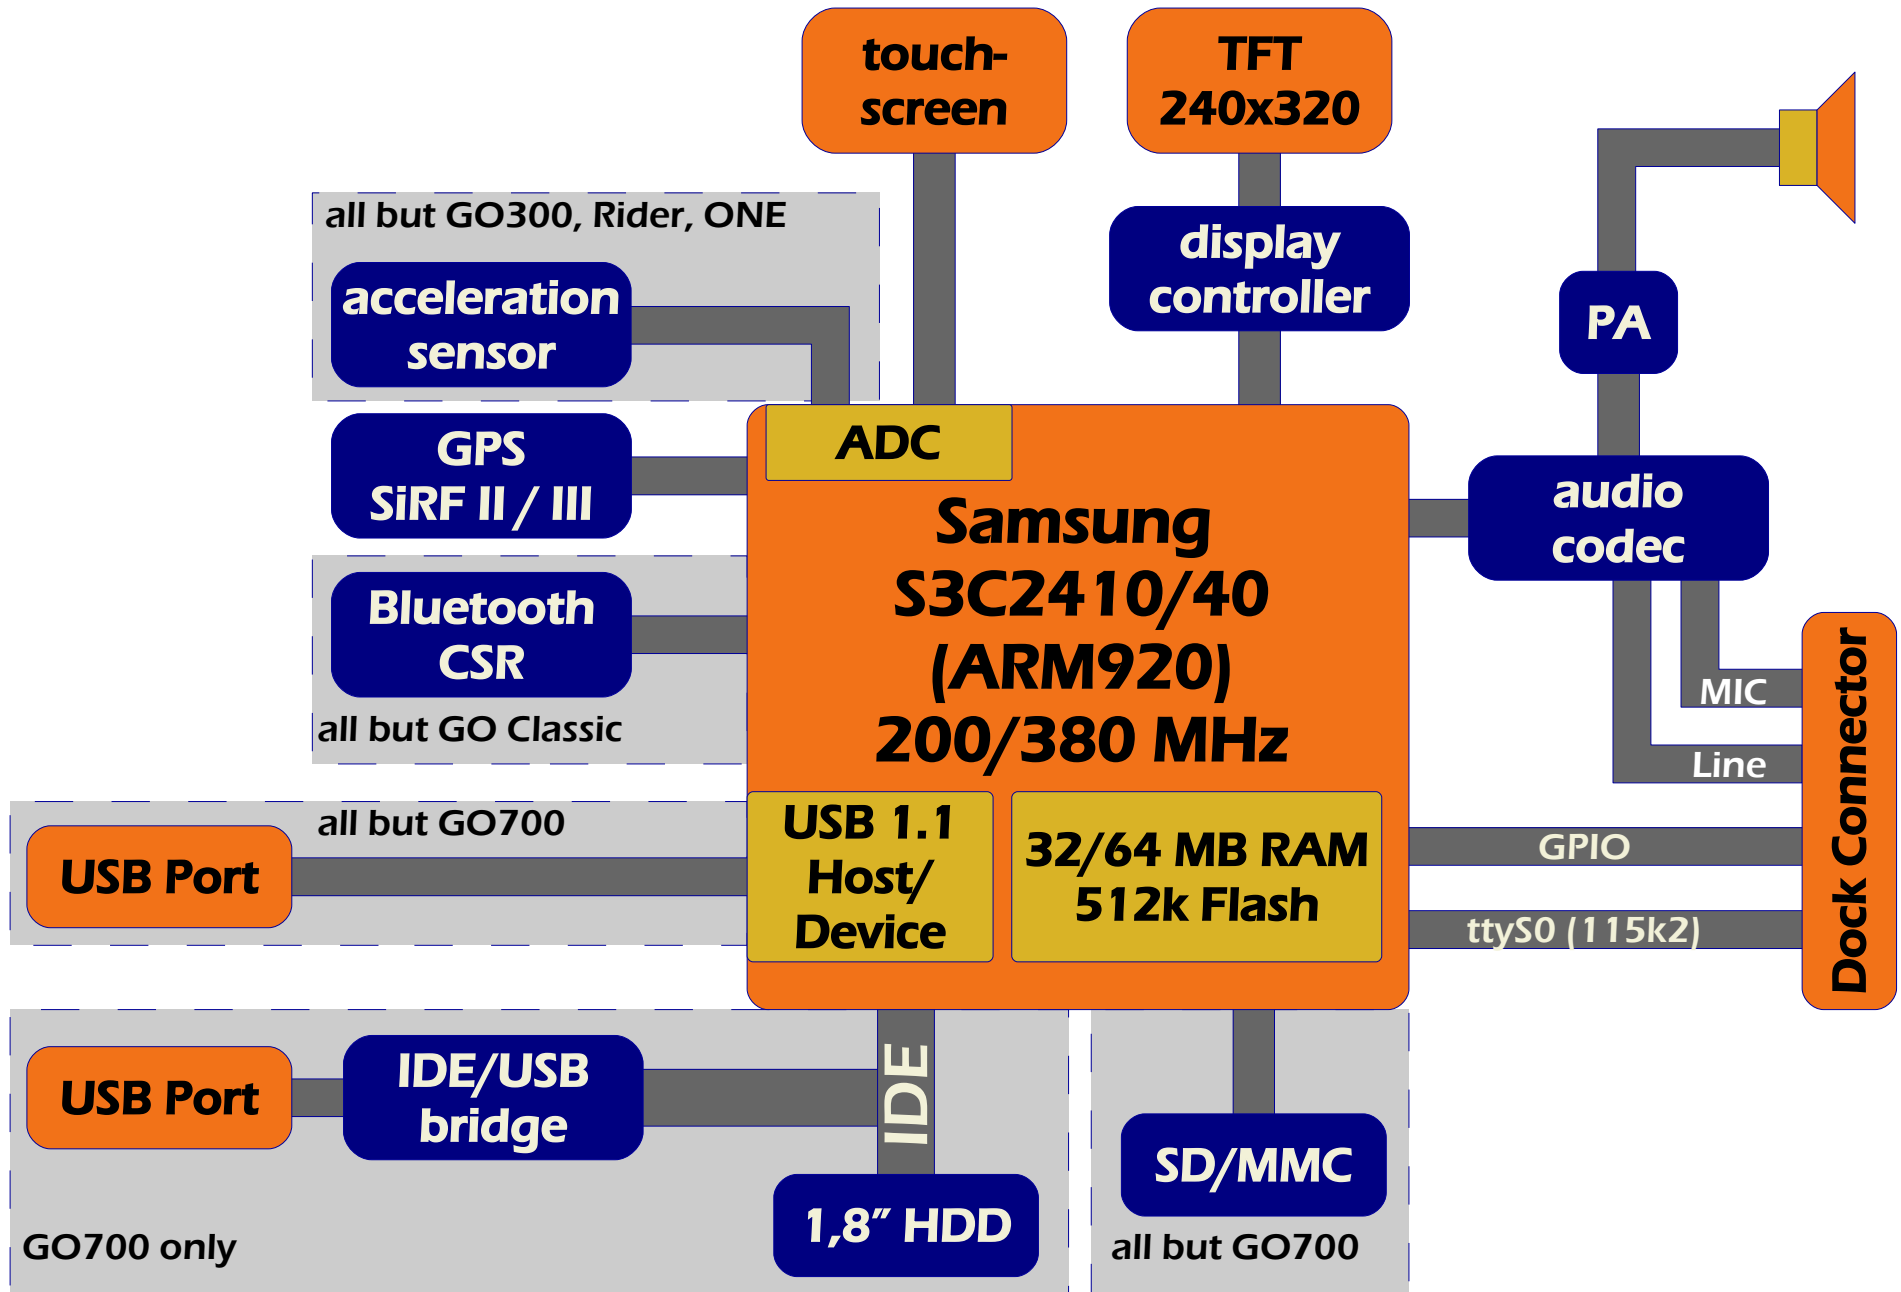 touch-
screen
TFT
240x320
all but GO300, Rider, ONE
acceleration
sensor
display
controller
PA
ADC
GPS
SiRF II / III
audio
codec
Samsung
S3C2410/40
(ARM920)
200/380 MHz
Bluetooth
CSR
all but GO Classic
MIC
Line
GPIO
ttyS0 (115k2)
Dock Connector
all but GO700
USB Port
USB 1.1
Host/
Device
32/64 MB RAM
512k Flash
USB Port
IDE/USB
bridge
IDE
1,8” HDD
GO700 only
SD/MMC
all but GO700